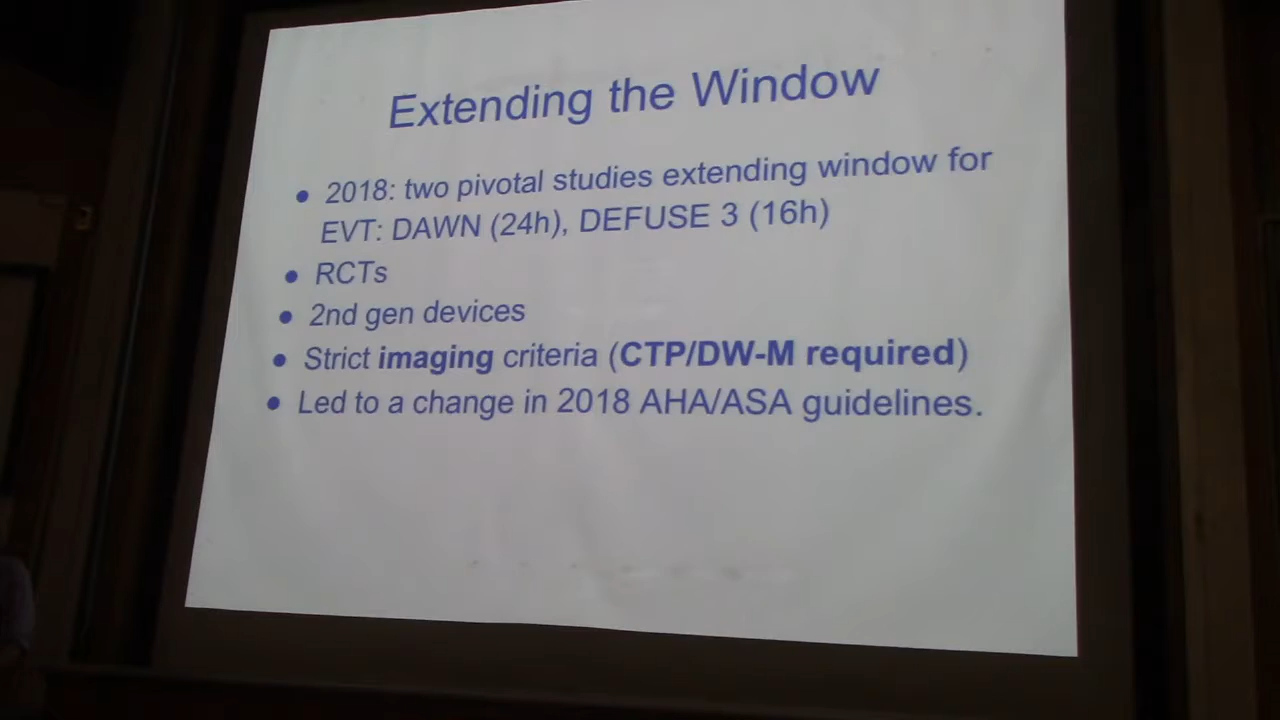 Extending the Window
• 2018: two pivotal studies extending window for
EVT: DAWN (24h), DEFUSE 3 (16h)
• RCTs
• 2nd gen devices
• Strict imaging criteria (CTP/DW-M required)
• Led to a change in 2018 AHA/ASA guidelines.